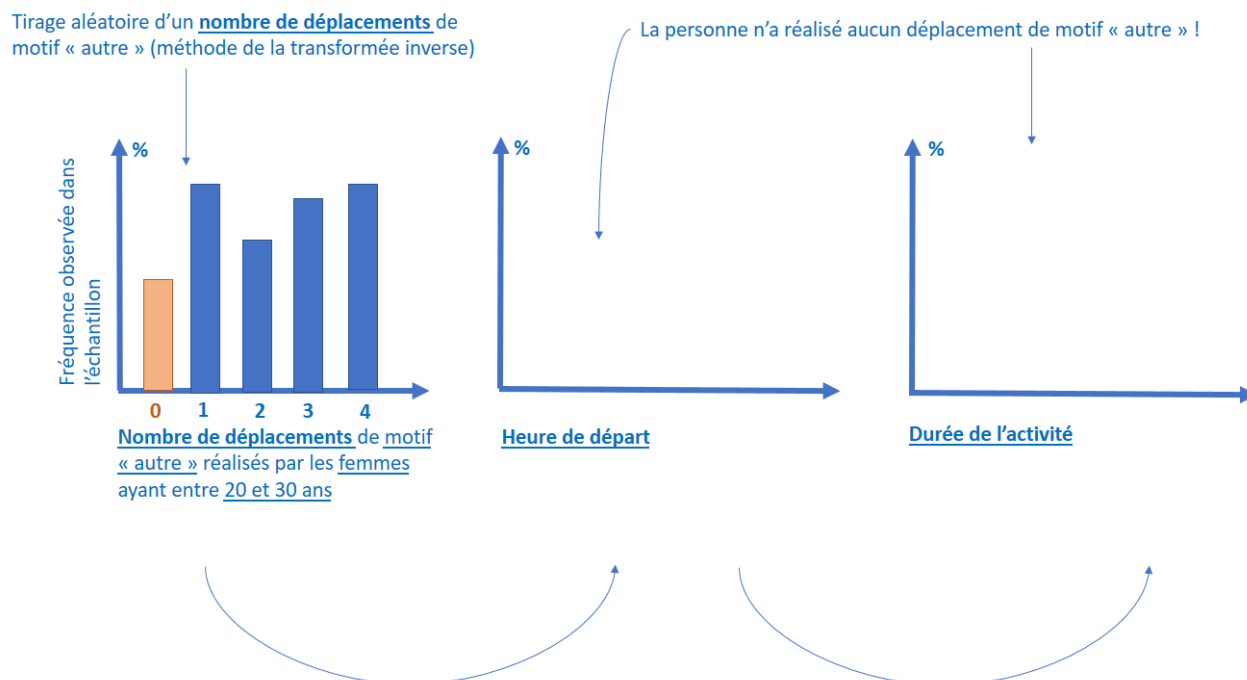 Tirage aléatoire d’un nombre de déplacements de
motif « autre » (méthode de la transformée inverse)
La personne n’a réalisé aucun déplacement de motif « autre » !
%
Fréquence observée dans
l’échantillon
0 1 2 3 4
Nombre de déplacements de motif
« autre » réalisés par les femmes
ayant entre 20 et 30 ans
%
Heure de départ
%
Durée de l’activité